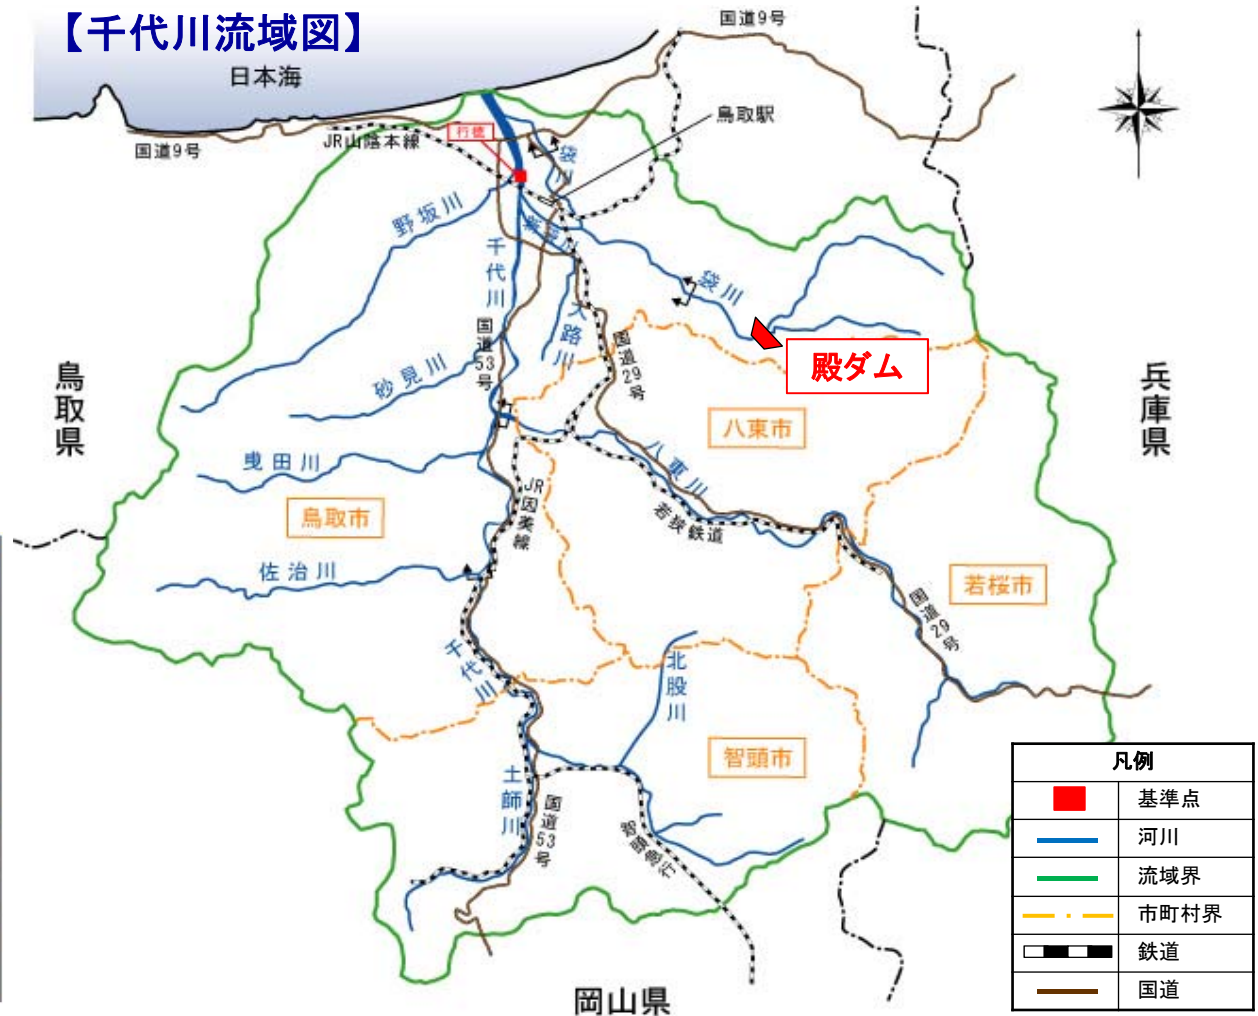 【千代川流域図】
日本海
国道9号
鳥取駅
行徳
国道9号
JR山陰本線
袋川
野坂川
新袋川
千代川
袋川
大路川
国道53号
国道29号
殿ダム
砂見川
鳥取県
兵庫県
八東市
八東川
曳田川
JR因美線
若狭鉄道
鳥取市
佐治川
若桜市
国道29号
千代川
北股川
智頭市
土師川
国道53号
智頭急行
岡山県
凡例
基準点
河川
流域界
市町村界
鉄道
国道